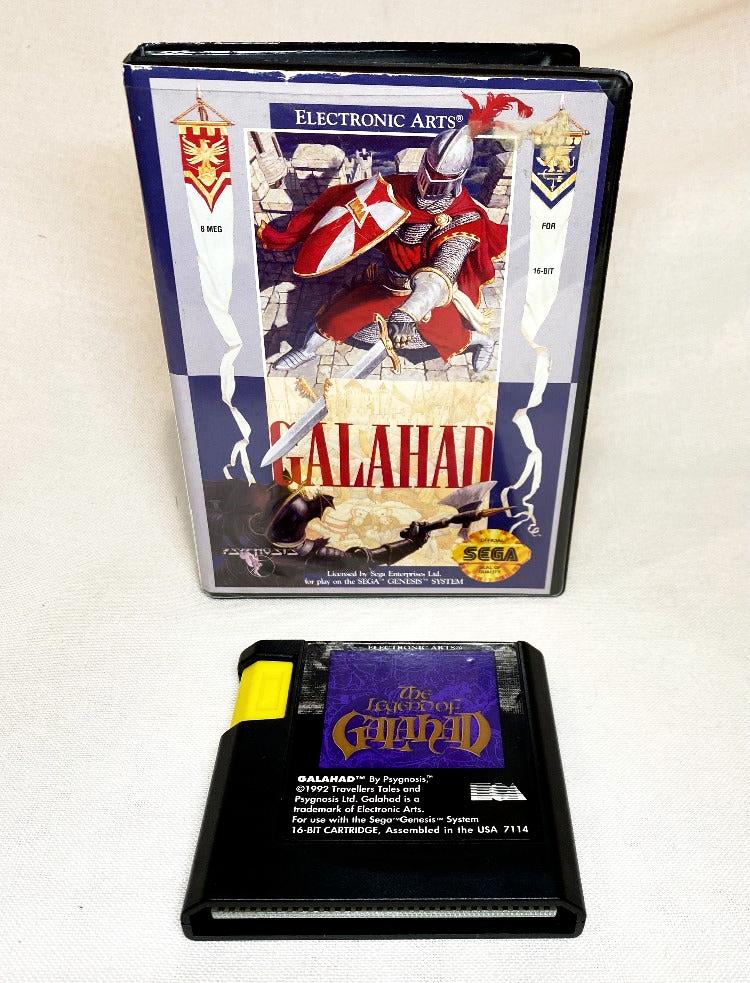 ELECTRONIC ARTS®
8 MEG
FOR
16-BIT
GALAHAD™
PSYGNOSIS
OFFICIAL
SEGA
SEAL OF
QUALITY
Licensed by Sega Enterprises Ltd.
for play on the SEGA™ GENESIS™ SYSTEM
ELECTRONIC ARTS®
The
Legend of
GALAHAD
GALAHAD™ By Psygnosis,™
©1992 Travellers Tales and
Psygnosis Ltd. Galahad is a
trademark of Electronic Arts.
For use with the Sega™Genesis™ System
16-BIT CARTRIDGE, Assembled in the USA 7114
EA